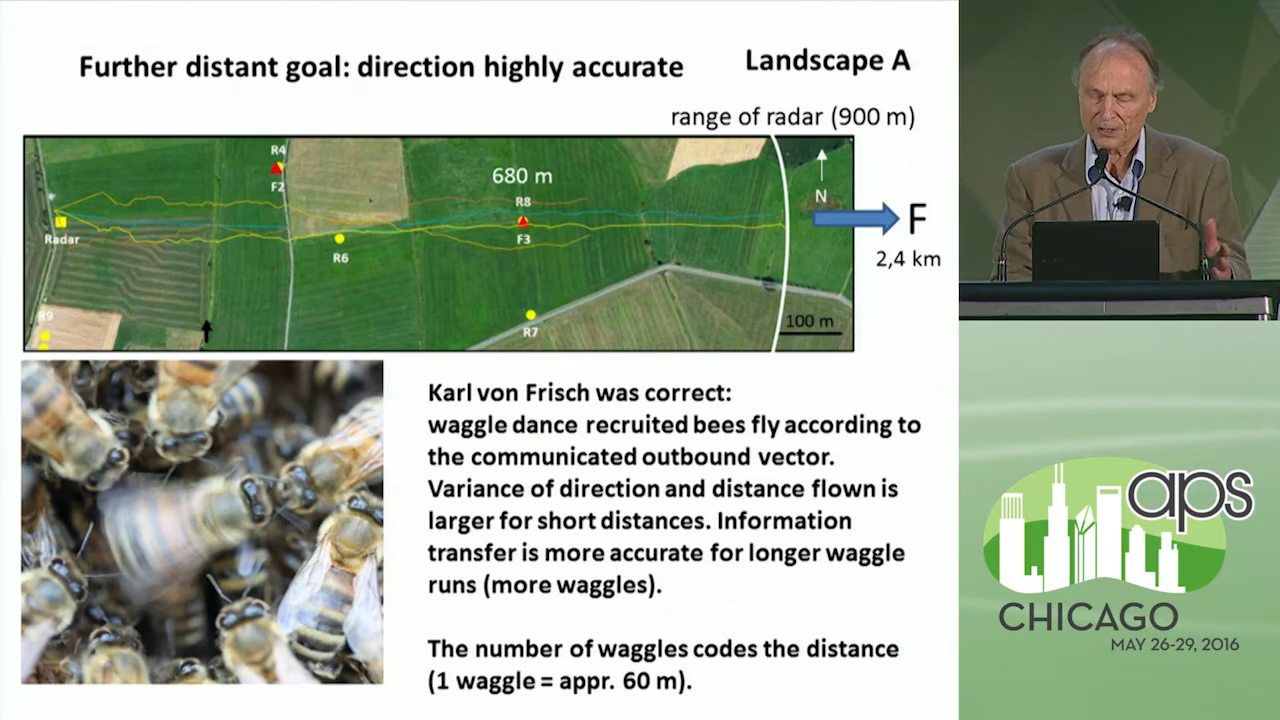 Further distant goal: direction highly accurate
Landscape A
range of radar (900 m)
R4
F2
680 m
R8
F3
N
F
2,4 km
Radar
R6
R9
R7
100 m
Karl von Frisch was correct:
waggle dance recruited bees fly according to
the communicated outbound vector.
Variance of direction and distance flown is
larger for short distances. Information
transfer is more accurate for longer waggle
runs (more waggles).
The number of waggles codes the distance
(1 waggle = appr. 60 m).
aps
CHICAGO
MAY 26-29, 2016